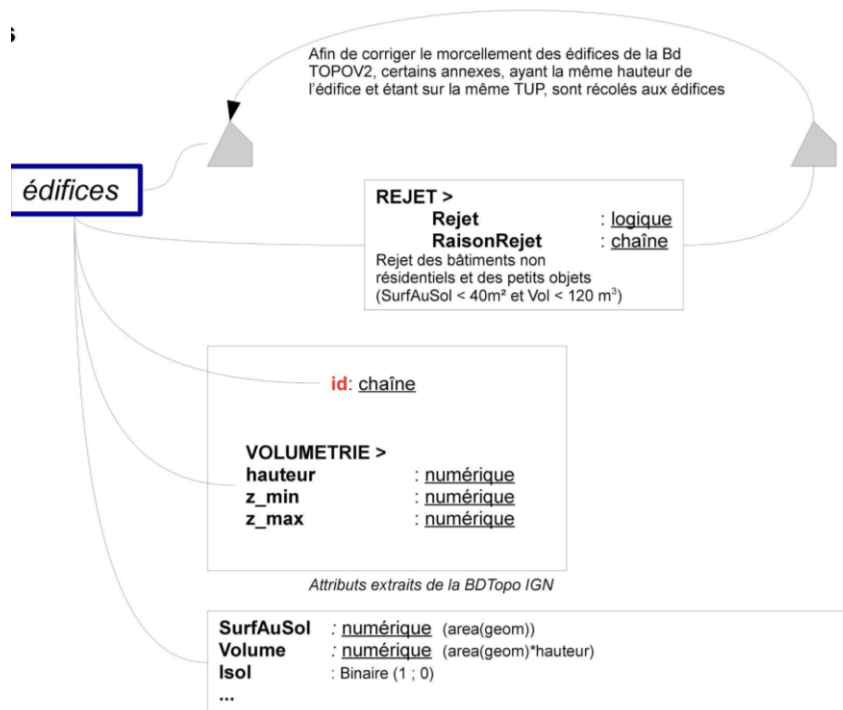 s
Afin de corriger le morcellement des édifices de la Bd
TOPOV2, certains annexes, ayant la même hauteur de
l'édifice et étant sur la même TUP, sont récolés aux édifices
édifices
REJET >
Rejet : logique
RaisonRejet : chaîne
Rejet des bâtiments non
résidentiels et des petits objets
(SurfAuSol < 40m² et Vol < 120 m³)
id: chaîne
VOLUMETRIE >
hauteur : numérique
z_min : numérique
z_max : numérique
Attributs extraits de la BDTopo IGN
SurfAuSol : numérique (area(geom))
Volume : numérique (area(geom)*hauteur)
Isol : Binaire (1 ; 0)
...